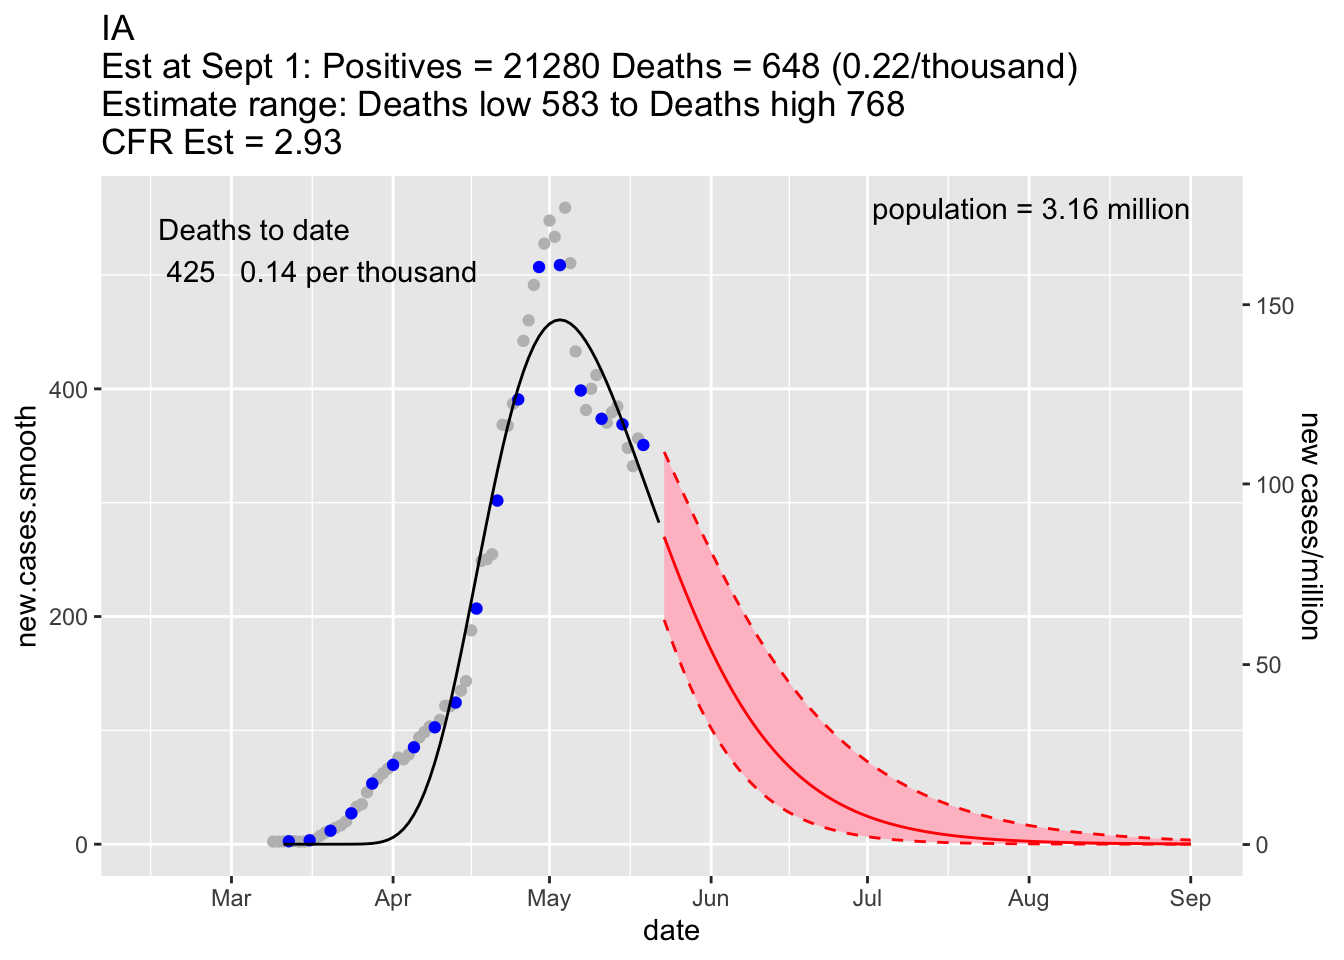 IA
Est at Sept 1: Positives = 21280 Deaths = 648 (0.22/thousand)
Estimate range: Deaths low 583 to Deaths high 768
CFR Est = 2.93
Deaths to date
425 0.14 per thousand
population = 3.16 million
new.cases.smooth
400
200
0
150
100
50
0
new cases/million
Mar Apr May Jun Jul Aug Sep
date